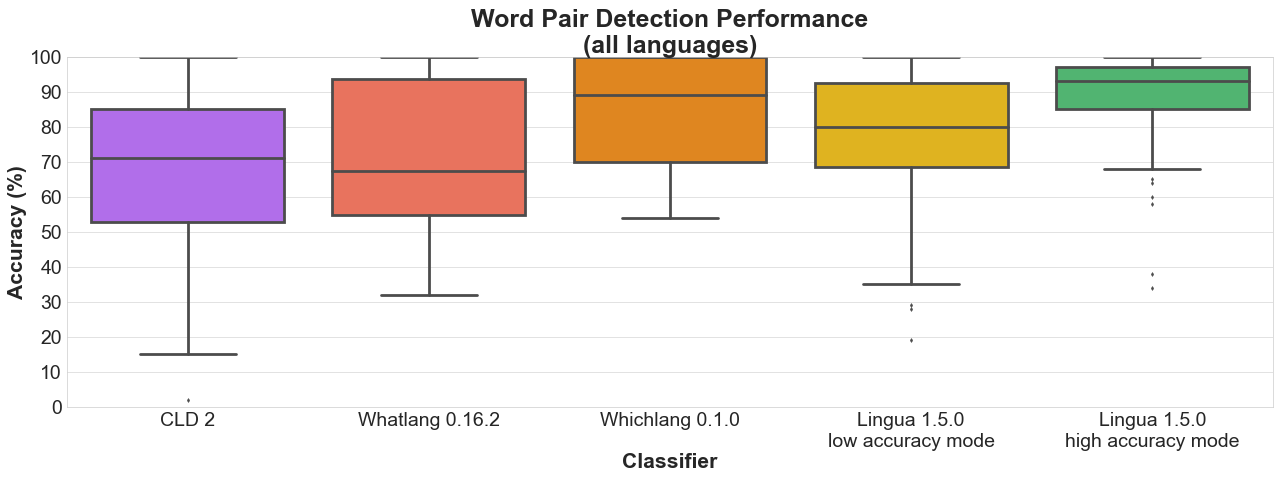 Word Pair Detection Performance
(all languages)
Accuracy (%)
100
90
80
70
60
50
40
30
20
10
0
CLD 2
Whatlang 0.16.2
Whichlang 0.1.0
Lingua 1.5.0
low accuracy mode
Lingua 1.5.0
high accuracy mode
Classifier